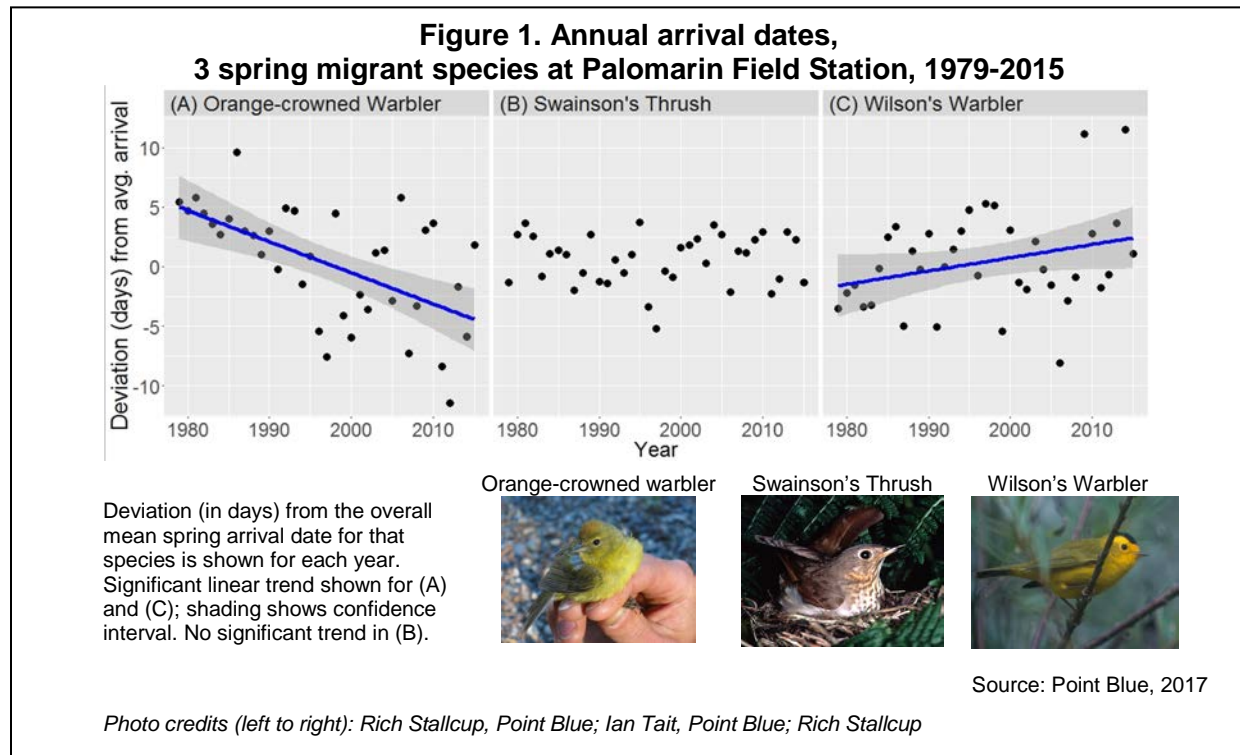 Figure 1. Annual arrival dates,
3 spring migrant species at Palomarin Field Station, 1979-2015
(A) Orange-crowned Warbler
(B) Swainson's Thrush
(C) Wilson's Warbler
Deviation (days) from avg. arrival
10
5
0
-5
-10
1980
1990
2000
2010
1980
1990
2000
2010
1980
1990
2000
2010
Year
Orange-crowned warbler
Swainson's Thrush
Wilson's Warbler
Deviation (in days) from the overall
mean spring arrival date for that
species is shown for each year.
Significant linear trend shown for (A)
and (C); shading shows confidence
interval. No significant trend in (B).
Source: Point Blue, 2017
Photo credits (left to right): Rich Stallcup, Point Blue; Ian Tait, Point Blue; Rich Stallcup